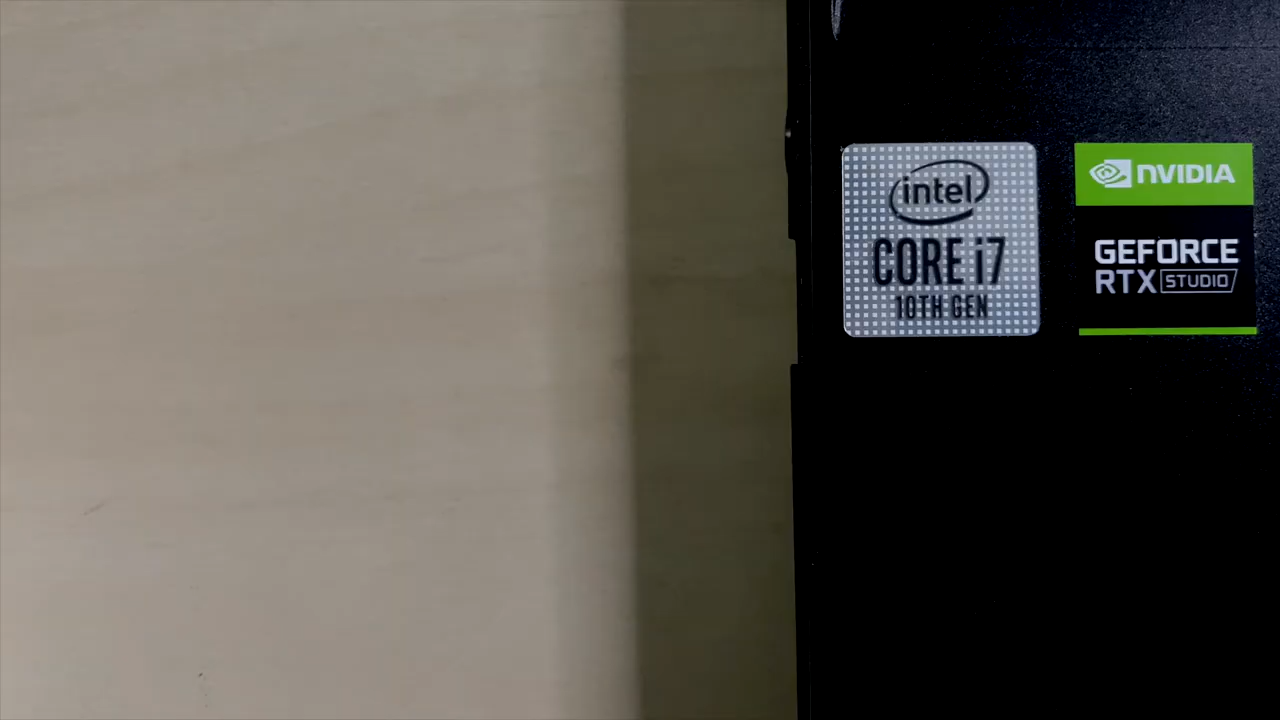 intel
CORE i7
10TH GEN
NVIDIA
GEFORCE
RTX STUDIO